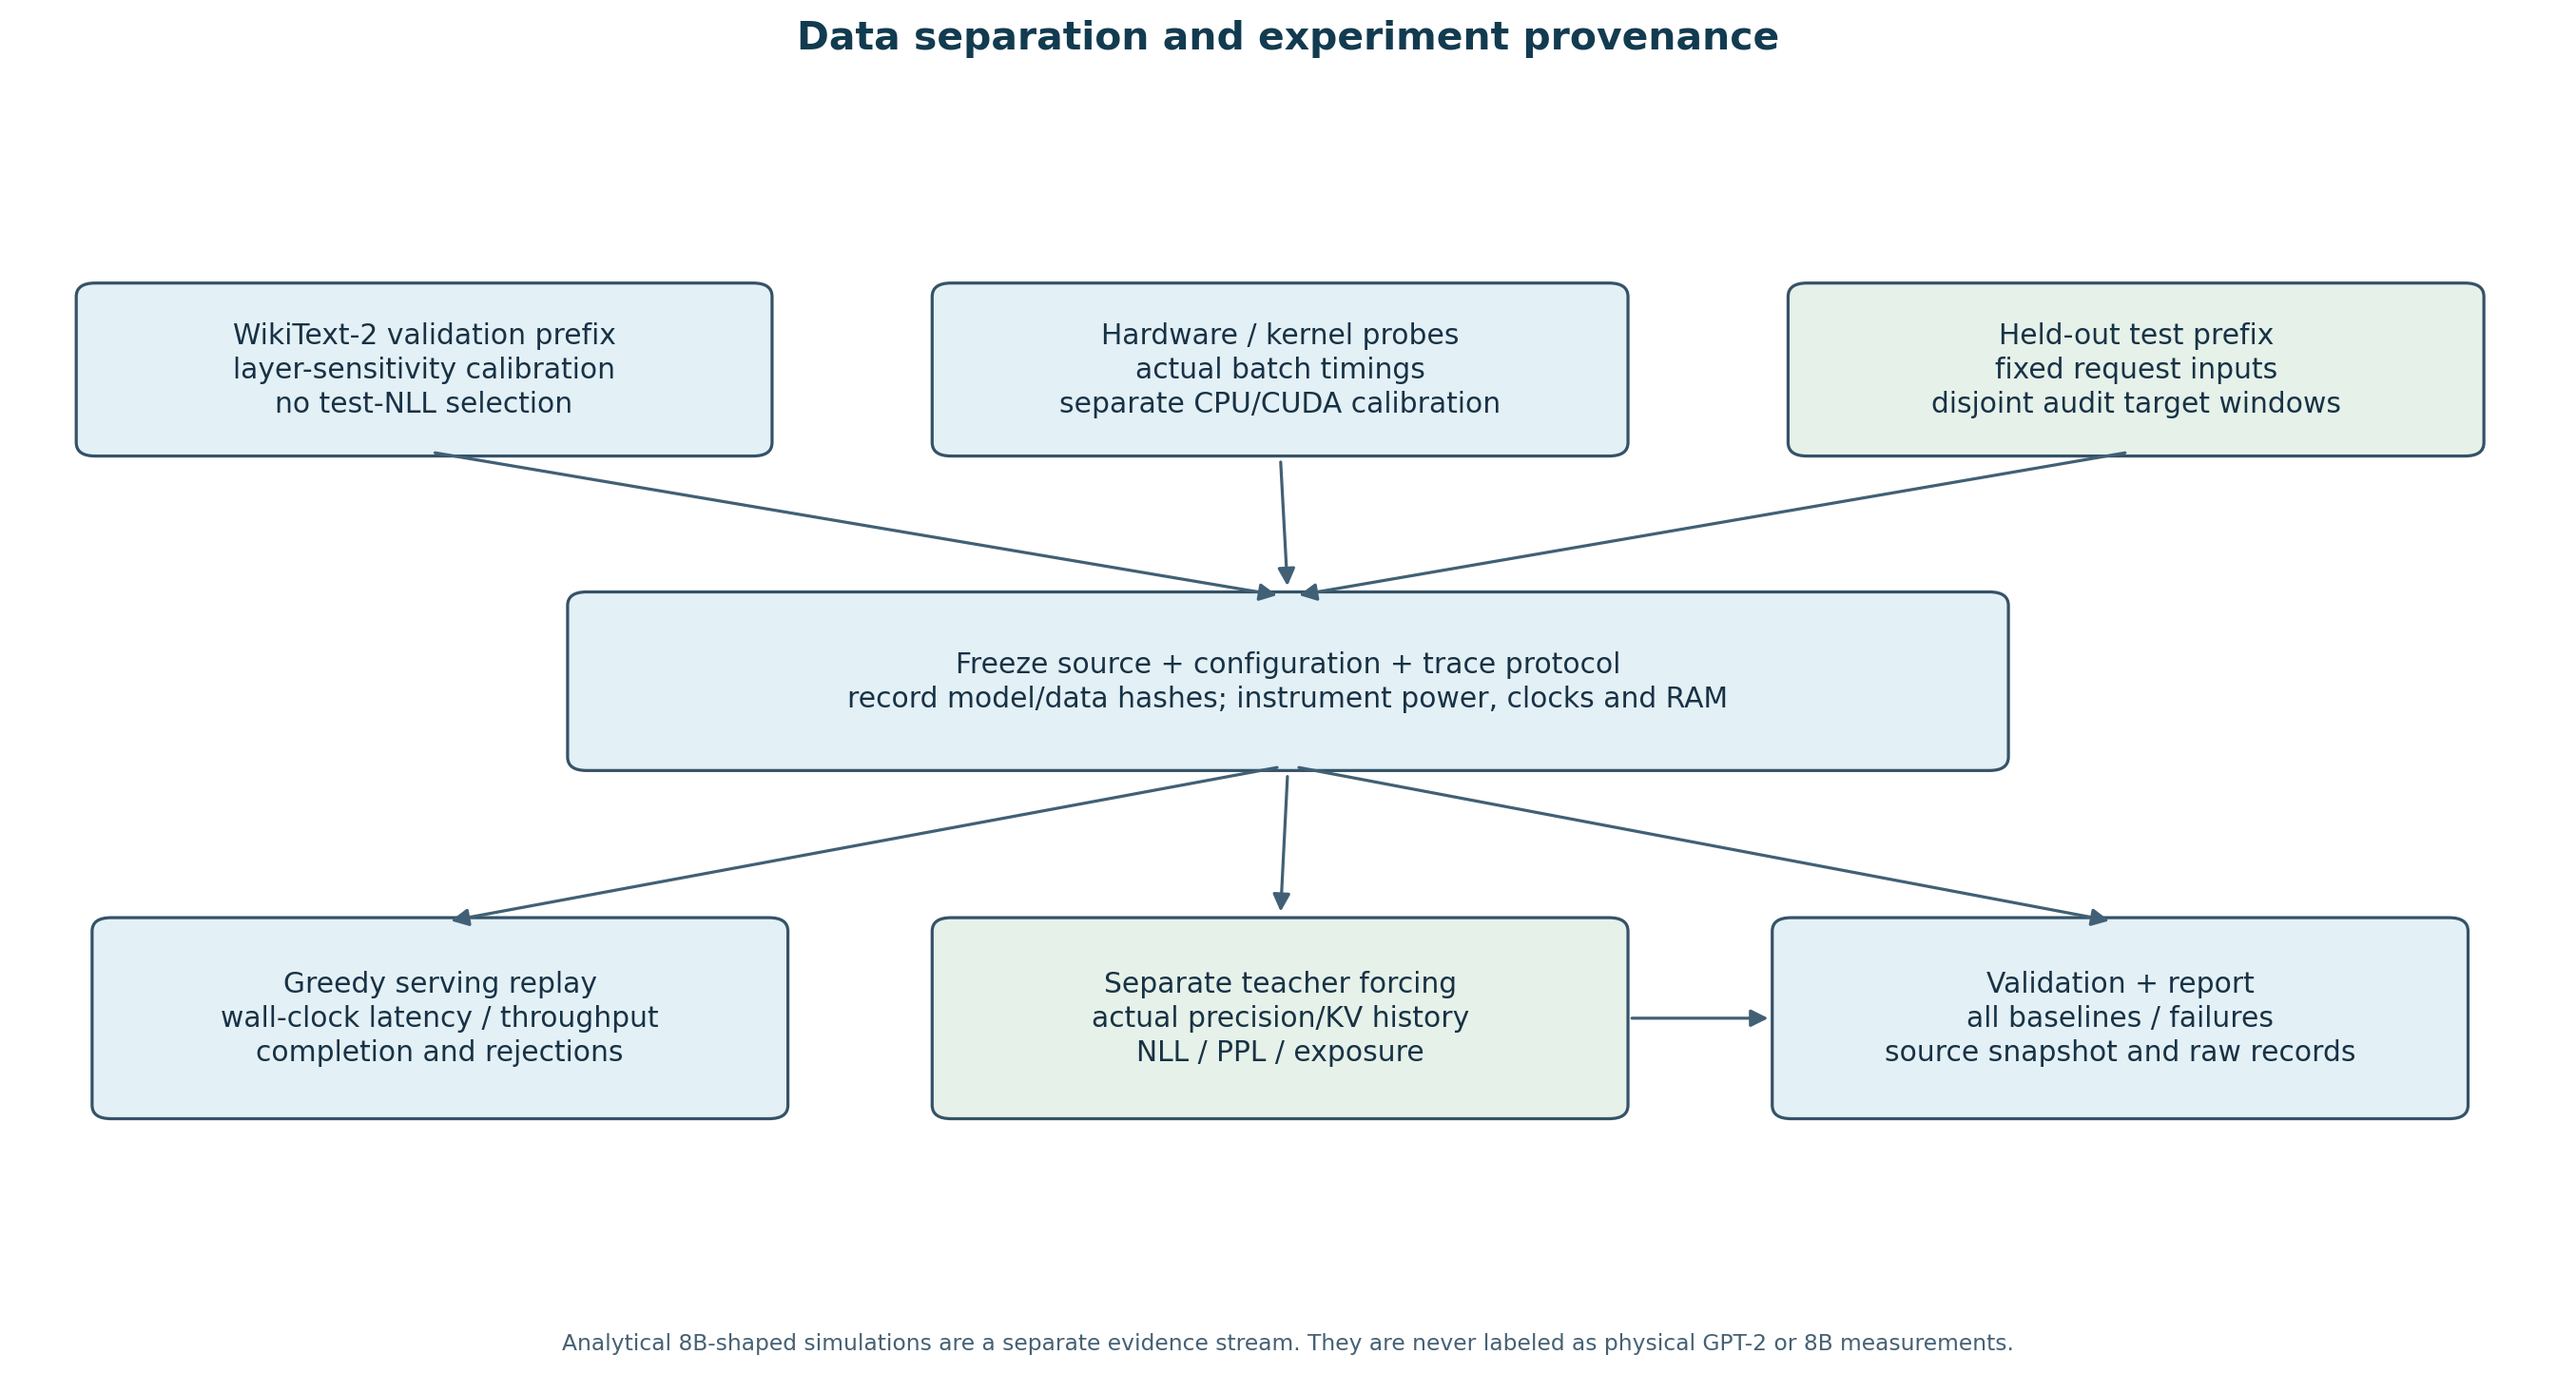 Data separation and experiment provenance
WikiText-2 validation prefix
layer-sensitivity calibration
no test-NLL selection
Hardware / kernel probes
actual batch timings
separate CPU/CUDA calibration
Held-out test prefix
fixed request inputs
disjoint audit target windows
Freeze source + configuration + trace protocol
record model/data hashes; instrument power, clocks and RAM
Greedy serving replay
wall-clock latency / throughput
completion and rejections
Separate teacher forcing
actual precision/KV history
NLL / PPL / exposure
Validation + report
all baselines / failures
source snapshot and raw records
Analytical 8B-shaped simulations are a separate evidence stream. They are never labeled as physical GPT-2 or 8B measurements.